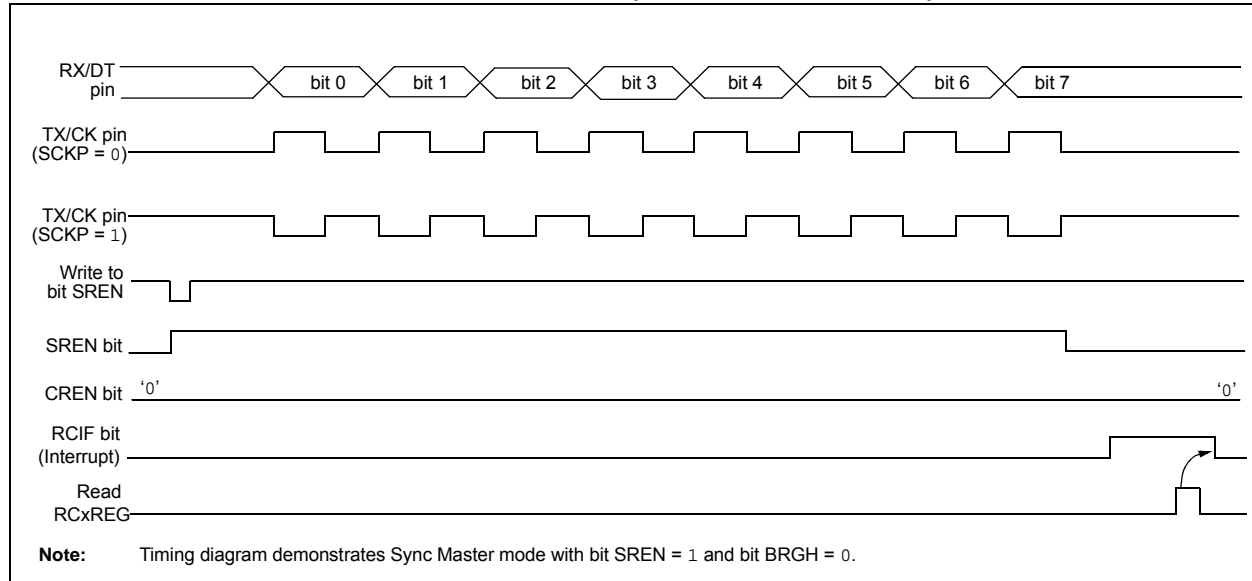 RX/DT
pin
bit 0 bit 1 bit 2 bit 3 bit 4 bit 5 bit 6 bit 7
TX/CK pin
(SCKP = 0)
TX/CK pin
(SCKP = 1)
Write to
bit SREN
SREN bit
CREN bit ‘0’ ‘0’
RCIF bit
(Interrupt)
Read
RCxREG
Note: Timing diagram demonstrates Sync Master mode with bit SREN = 1 and bit BRGH = 0.